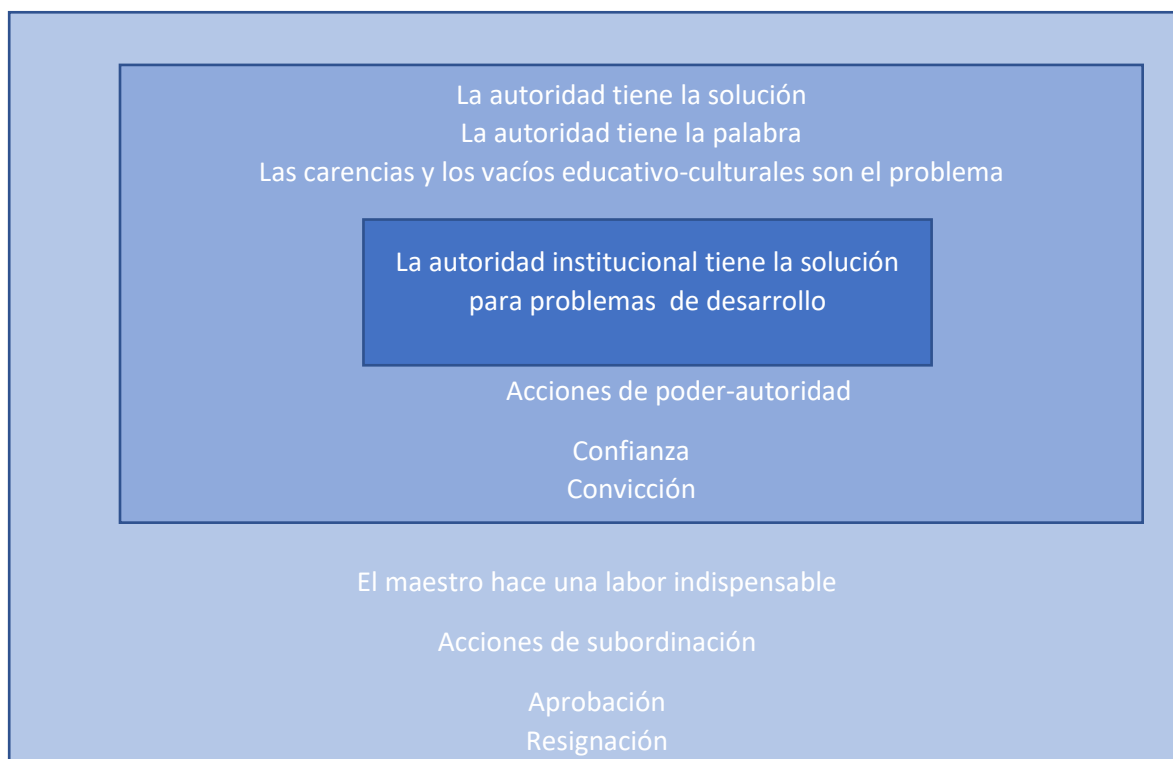 La autoridad tiene la solución
La autoridad tiene la palabra
Las carencias y los vacíos educativo-culturales son el problema
La autoridad institucional tiene la solución
para problemas de desarrollo
Acciones de poder-autoridad
Confianza
Convicción
El maestro hace una labor indispensable
Acciones de subordinación
Aprobación
Resignación